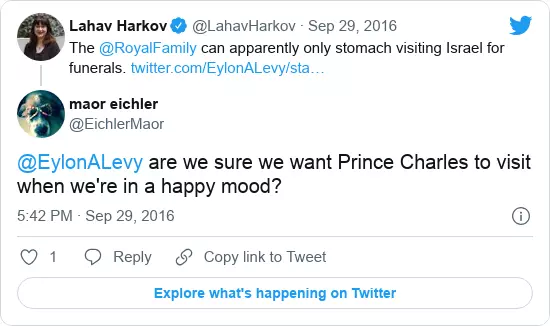 Lahav Harkov @LahavHarkov · Sep 29, 2016
The @RoyalFamily can apparently only stomach visiting Israel for
funerals. twitter.com/EylonALevy/sta…
maor eichler
@EichlerMaor
@EylonALevy are we sure we want Prince Charles to visit
when we're in a happy mood?
5:42 PM · Sep 29, 2016
1 Reply Copy link to Tweet
Explore what's happening on Twitter